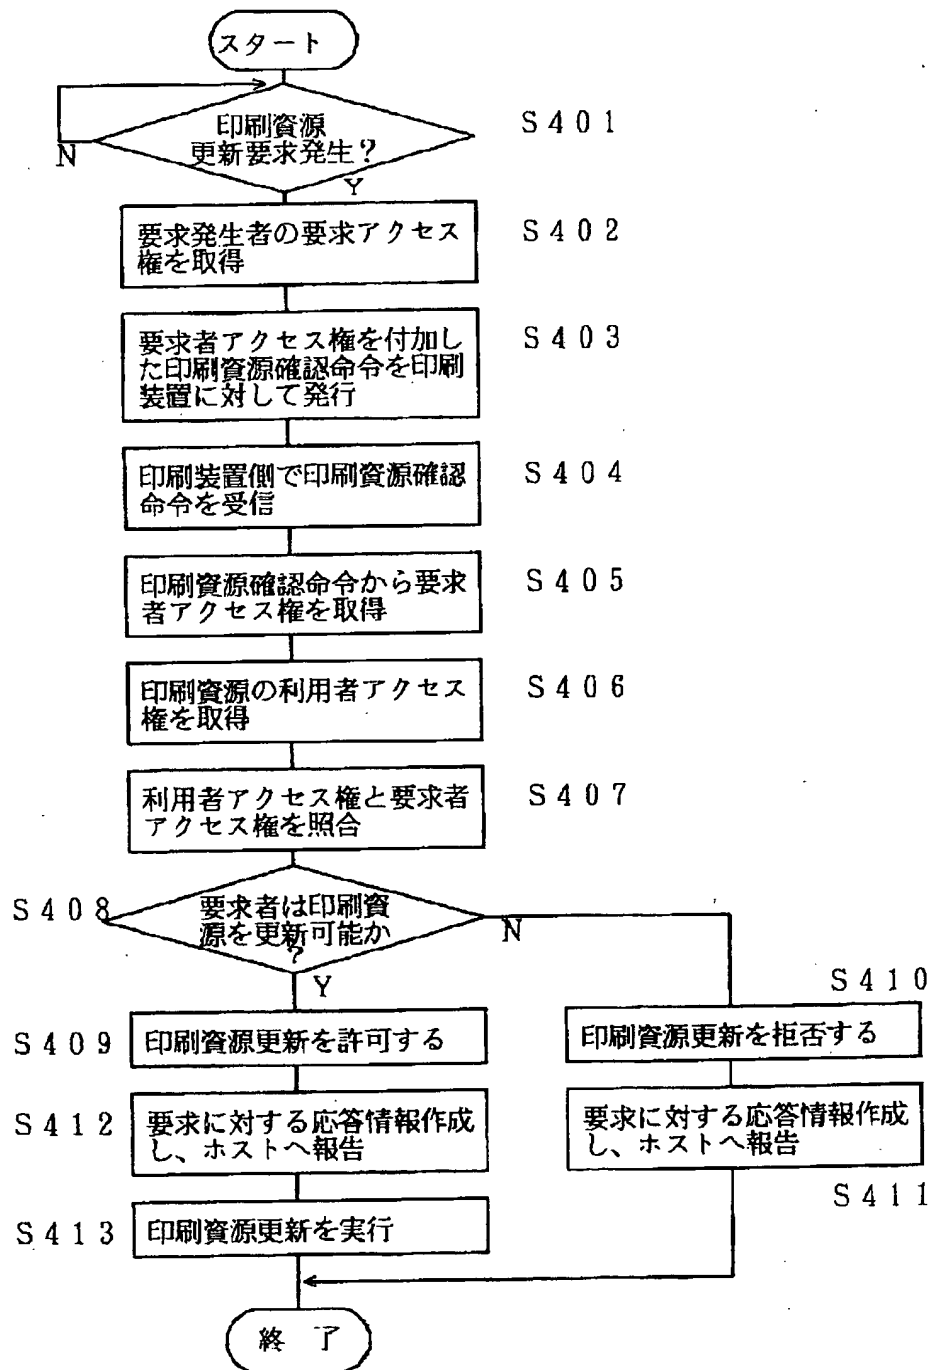 スタート
印刷資源
更新要求発生?
S401
N
Y
要求発生者の要求アクセス
権を取得
S402
要求者アクセス権を付加し
た印刷資源確認命令を印刷
装置に対して発行
S403
印刷装置側で印刷資源確認
命令を受信
S404
印刷資源確認命令から要求
者アクセス権を取得
S405
印刷資源の利用者アクセス
権を取得
S406
利用者アクセス権と要求者
アクセス権を照合
S407
S408
要求者は印刷資
源を更新可能か
?
N
Y
S410
S409
印刷資源更新を許可する
印刷資源更新を拒否する
S412
要求に対する応答情報作成
し、ホストへ報告
要求に対する応答情報作成
し、ホストへ報告
S411
S413
印刷資源更新を実行
終了